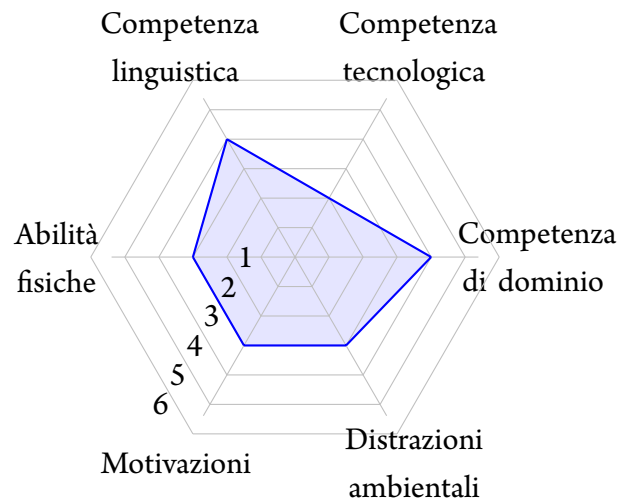 Competenza
linguistica
Competenza
tecnologica
Abilità
fisiche
Competenza
di dominio
1
2
3
4
5
6
Motivazioni
Distrazioni
ambientali